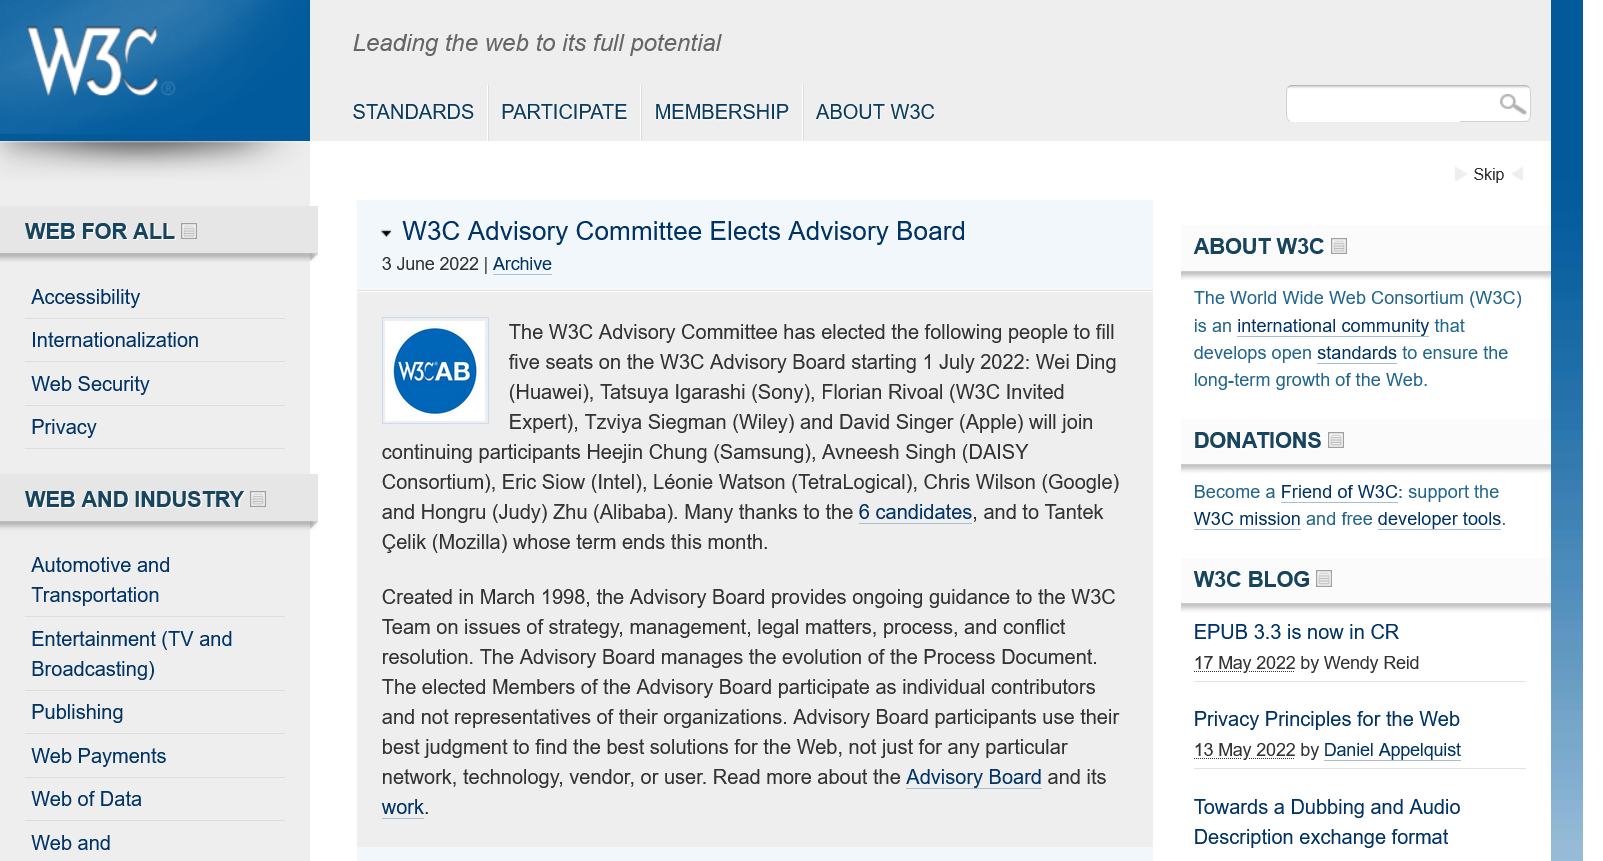 W3C®
Leading the web to its full potential
STANDARDS
PARTICIPATE
MEMBERSHIP
ABOUT W3C
Skip
WEB FOR ALL
Accessibility
Internationalization
Web Security
Privacy
WEB AND INDUSTRY
Automotive and
Transportation
Entertainment (TV and
Broadcasting)
Publishing
Web Payments
Web of Data
Web and
W3C Advisory Committee Elects Advisory Board
3 June 2022 | Archive
W3C® AB
The W3C Advisory Committee has elected the following people to fill
five seats on the W3C Advisory Board starting 1 July 2022: Wei Ding
(Huawei), Tatsuya Igarashi (Sony), Florian Rivoal (W3C Invited
Expert), Tzviya Siegman (Wiley) and David Singer (Apple) will join
continuing participants Heejin Chung (Samsung), Avneesh Singh (DAISY
Consortium), Eric Siow (Intel), Léonie Watson (TetraLogical), Chris Wilson (Google)
and Hongru (Judy) Zhu (Alibaba). Many thanks to the 6 candidates, and to Tantek
Çelik (Mozilla) whose term ends this month.
Created in March 1998, the Advisory Board provides ongoing guidance to the W3C
Team on issues of strategy, management, legal matters, process, and conflict
resolution. The Advisory Board manages the evolution of the Process Document.
The elected Members of the Advisory Board participate as individual contributors
and not representatives of their organizations. Advisory Board participants use their
best judgment to find the best solutions for the Web, not just for any particular
network, technology, vendor, or user. Read more about the Advisory Board and its
work.
ABOUT W3C
The World Wide Web Consortium (W3C)
is an international community that
develops open standards to ensure the
long-term growth of the Web.
DONATIONS
Become a Friend of W3C: support the
W3C mission and free developer tools.
W3C BLOG
EPUB 3.3 is now in CR
17 May 2022 by Wendy Reid
Privacy Principles for the Web
13 May 2022 by Daniel Appelquist
Towards a Dubbing and Audio
Description exchange format